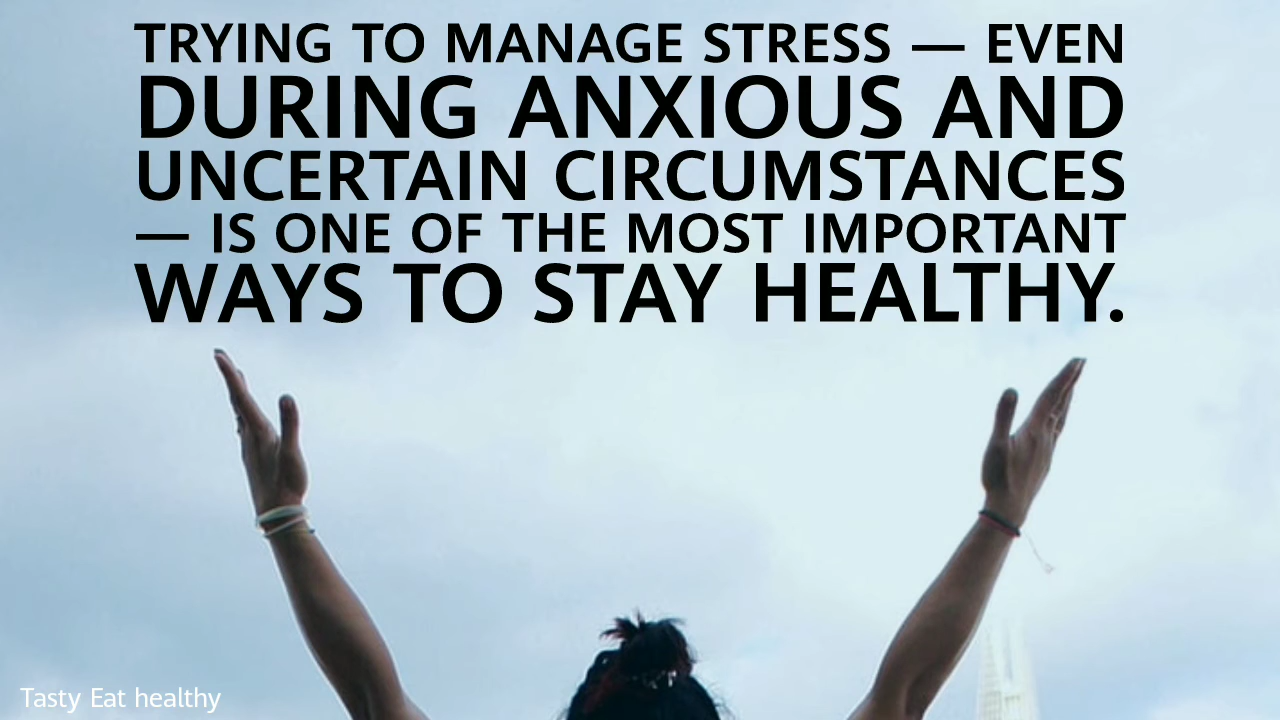 TRYING TO MANAGE STRESS — EVEN
DURING ANXIOUS AND
UNCERTAIN CIRCUMSTANCES
— IS ONE OF THE MOST IMPORTANT
WAYS TO STAY HEALTHY.
Tasty Eat healthy